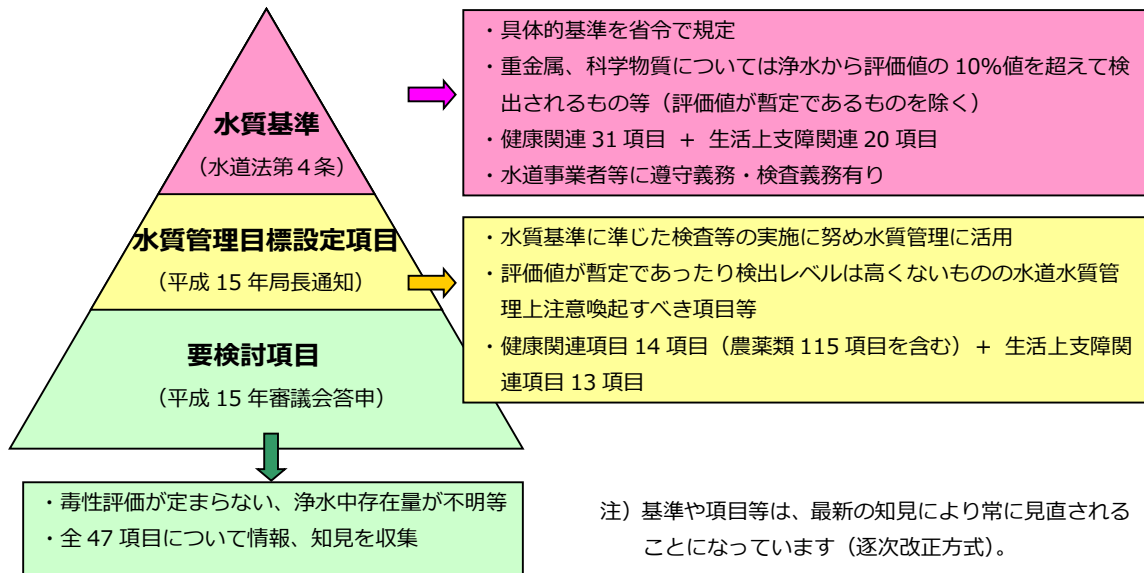 水質基準
（水道法第４条）
・具体的基準を省令で規定
・重金属、科学物質については浄水から評価値の 10%値を超えて検
出されるもの等（評価値が暫定であるものを除く）
・健康関連 31 項目 + 生活上支障関連 20 項目
・水道事業者等に遵守義務・検査義務有り
水質管理目標設定項目
（平成 15 年局長通知）
・水質基準に準じた検査等の実施に努め水質管理に活用
・評価値が暫定であったり検出レベルは高くないものの水道水質管
理上注意喚起すべき項目等
・健康関連項目 14 項目（農薬類 115 項目を含む）+ 生活上支障関
連項目 13 項目
要検討項目
（平成 15 年審議会答申）
・毒性評価が定まらない、浄水中存在量が不明等
・全 47 項目について情報、知見を収集
注）基準や項目等は、最新の知見により常に見直される
ことになっています（逐次改正方式）。